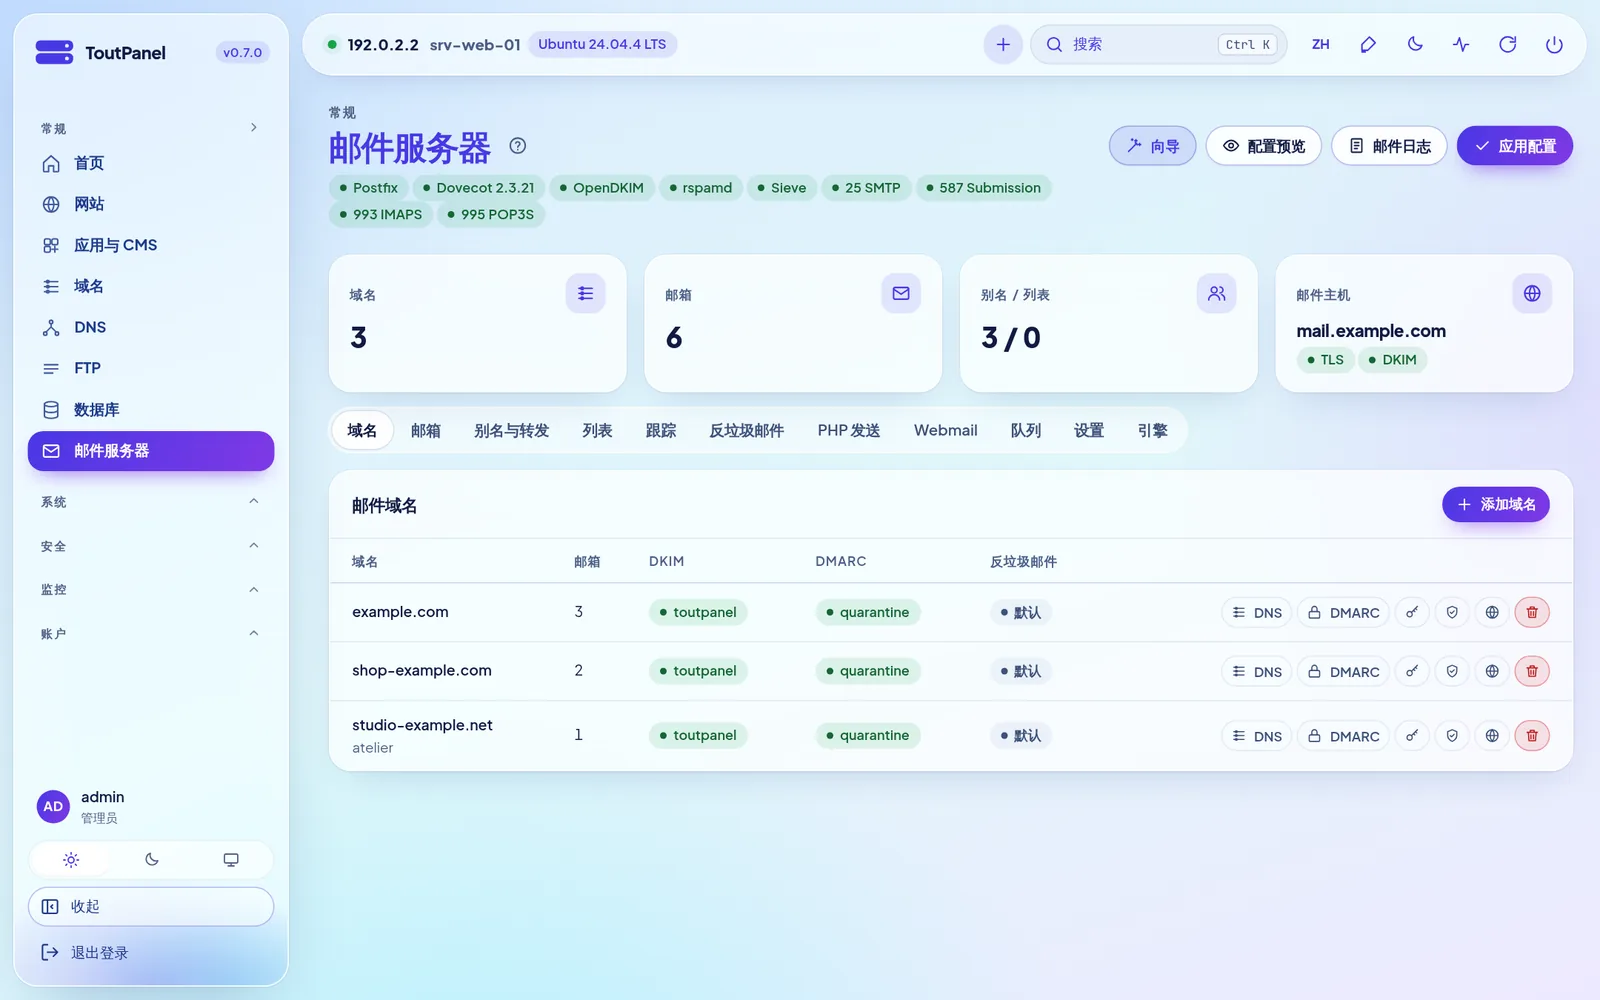 ToutPanel
v0.7.0
常规
首页
网站
应用与 CMS
域名
DNS
FTP
数据库
邮件服务器
系统
安全
监控
账户
AD
admin
管理员
收起
退出登录
192.0.2.2 srv-web-01 Ubuntu 24.04.4 LTS
搜索 Ctrl K
ZH
常规
邮件服务器
向导
配置预览
邮件日志
应用配置
Postfix Dovecot 2.3.21 OpenDKIM rspamd Sieve 25 SMTP 587 Submission
993 IMAPS 995 POP3S
域名
3
邮箱
6
别名 / 列表
3 / 0
邮件主机
mail.example.com
TLS DKIM
域名 邮箱 别名与转发 列表 跟踪 反垃圾邮件 PHP 发送 Webmail 队列 设置 引擎
邮件域名
添加域名
域名 邮箱 DKIM DMARC 反垃圾邮件
example.com 3 toutpanel quarantine 默认 DNS DMARC
shop-example.com 2 toutpanel quarantine 默认 DNS DMARC
studio-example.net 1 toutpanel quarantine 默认 DNS DMARC
atelier